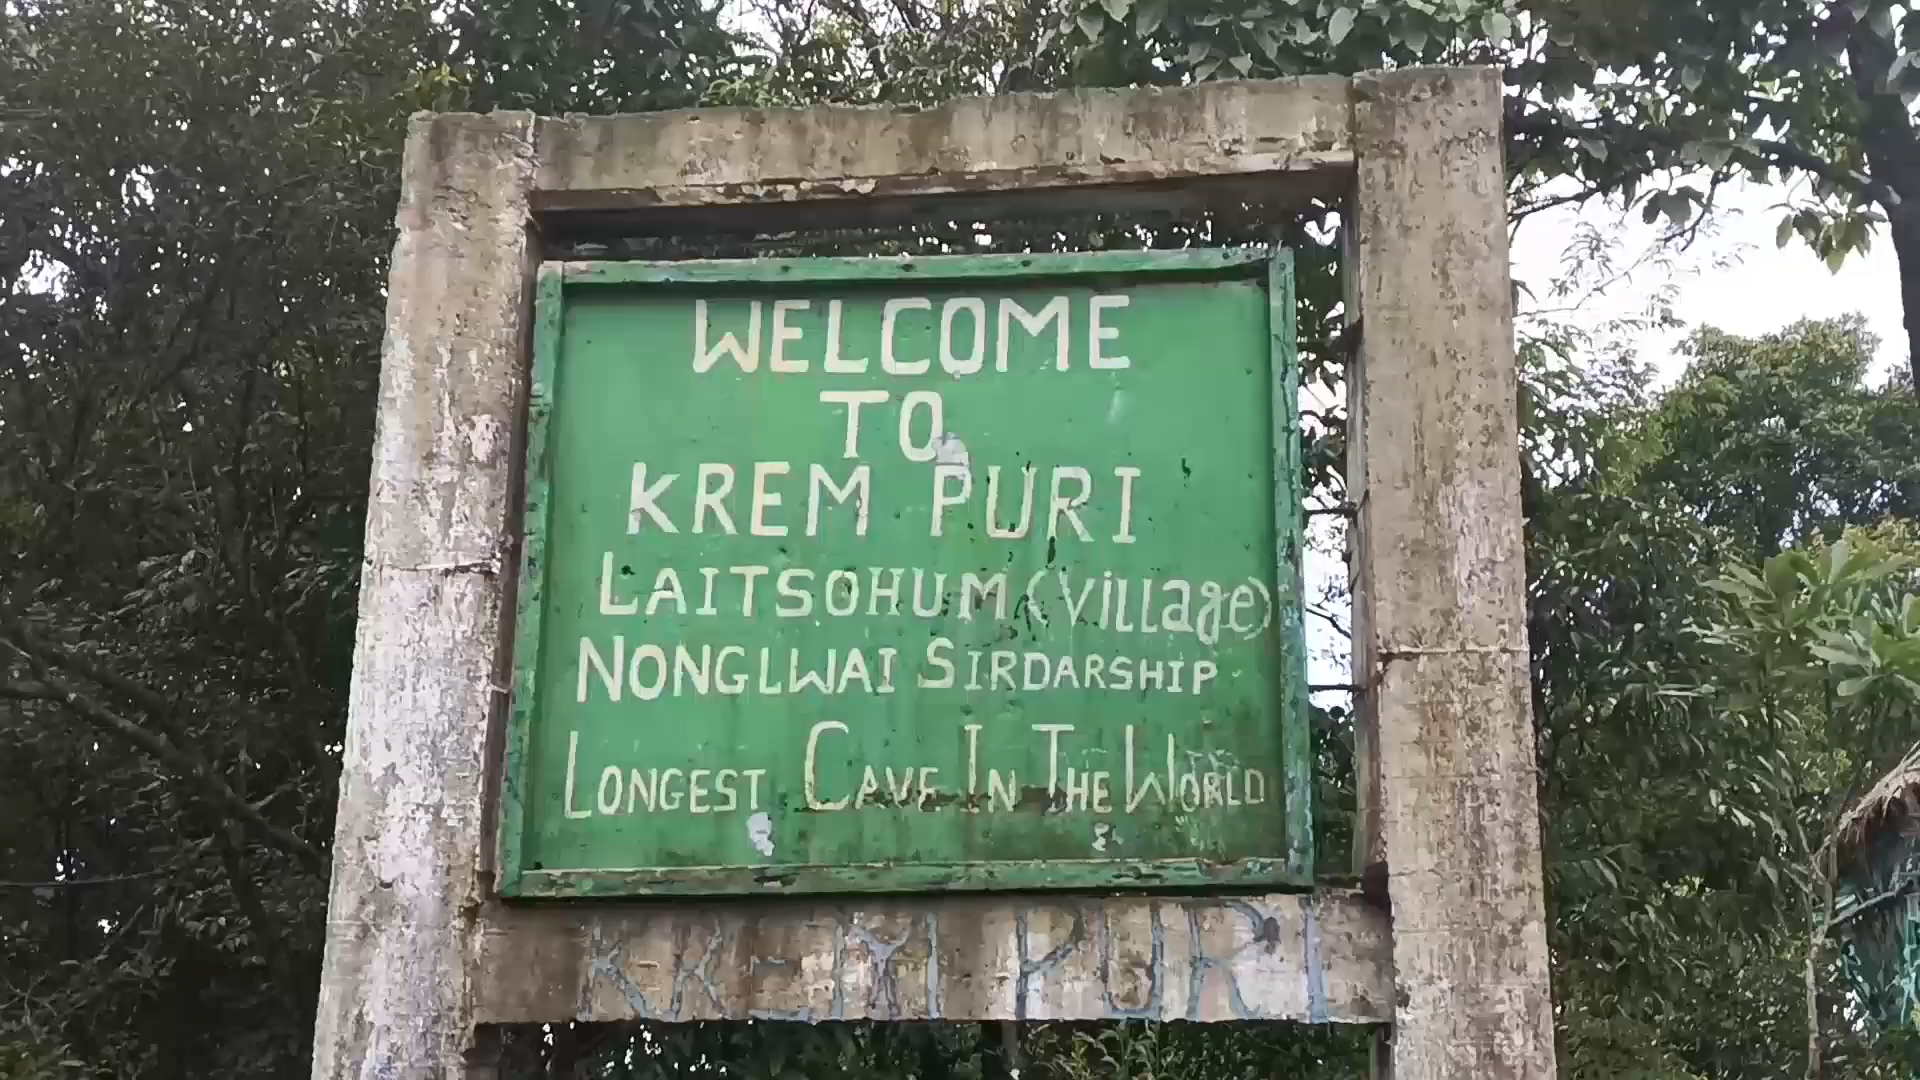 WELCOME
TO
KREM PURI
LAITSOHUM (Village)
NONGLWAI SIRDARSHIP
LONGEST CAVE IN THE WORLD
KREM PURI